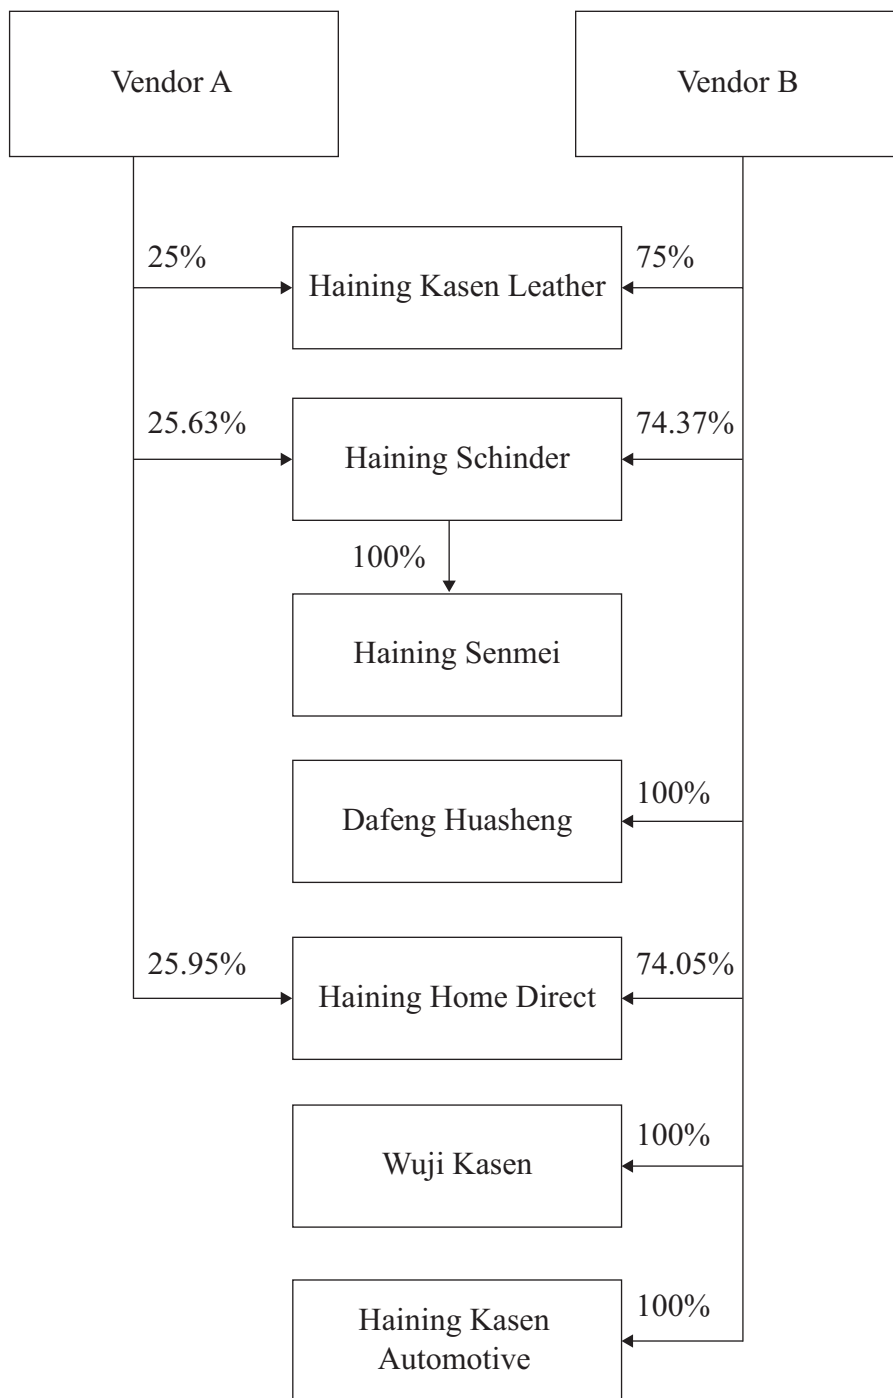 Vendor A
Vendor B
25%
Haining Kasen Leather
75%
25.63%
Haining Schinder
74.37%
100%
Haining Senmei
Dafeng Huasheng
100%
25.95%
Haining Home Direct
74.05%
Wuji Kasen
100%
Haining Kasen
Automotive
100%